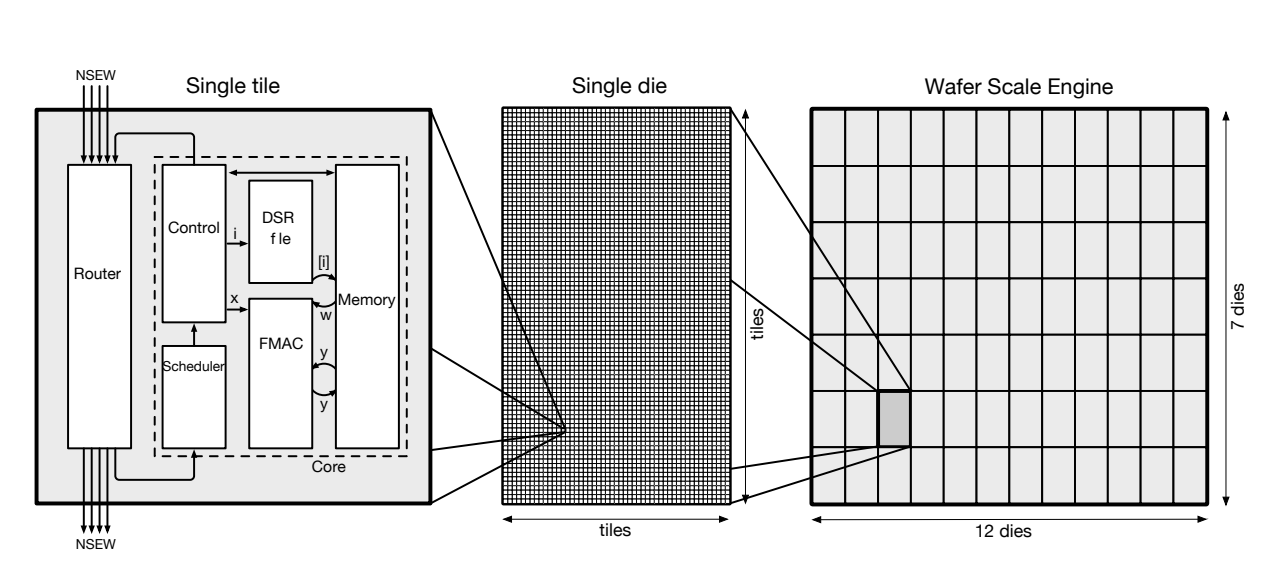 Single tile
Single die
Wafer Scale Engine
NSEW
Router
Control
Scheduler
i
x
DSR
f le
FMAC
[i]
w
y
y
Memory
Core
NSEW
tiles
tiles
12 dies
7 dies